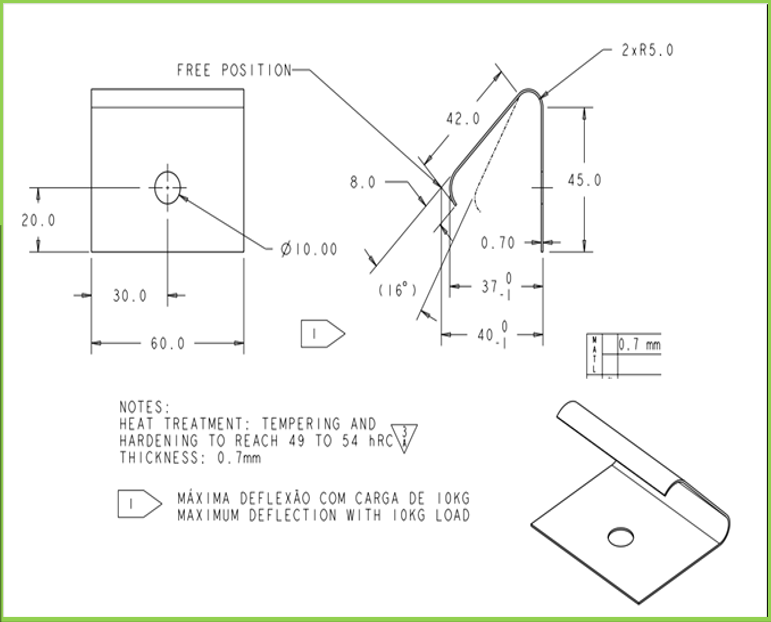 FREE POSITION
2xR5.0
42.0
8.0
45.0
20.0
Ø10.00
0.70
(16°)
37 0 -1
30.0
1
40 0 -1
60.0
MATL
0.7 mm
NOTES:
HEAT TREATMENT: TEMPERING AND
HARDENING TO REACH 49 TO 54 hRC
3
A
THICKNESS: 0.7mm
1
MÁXIMA DEFLEXÃO COM CARGA DE 10KG
MAXIMUM DEFLECTION WITH 10KG LOAD